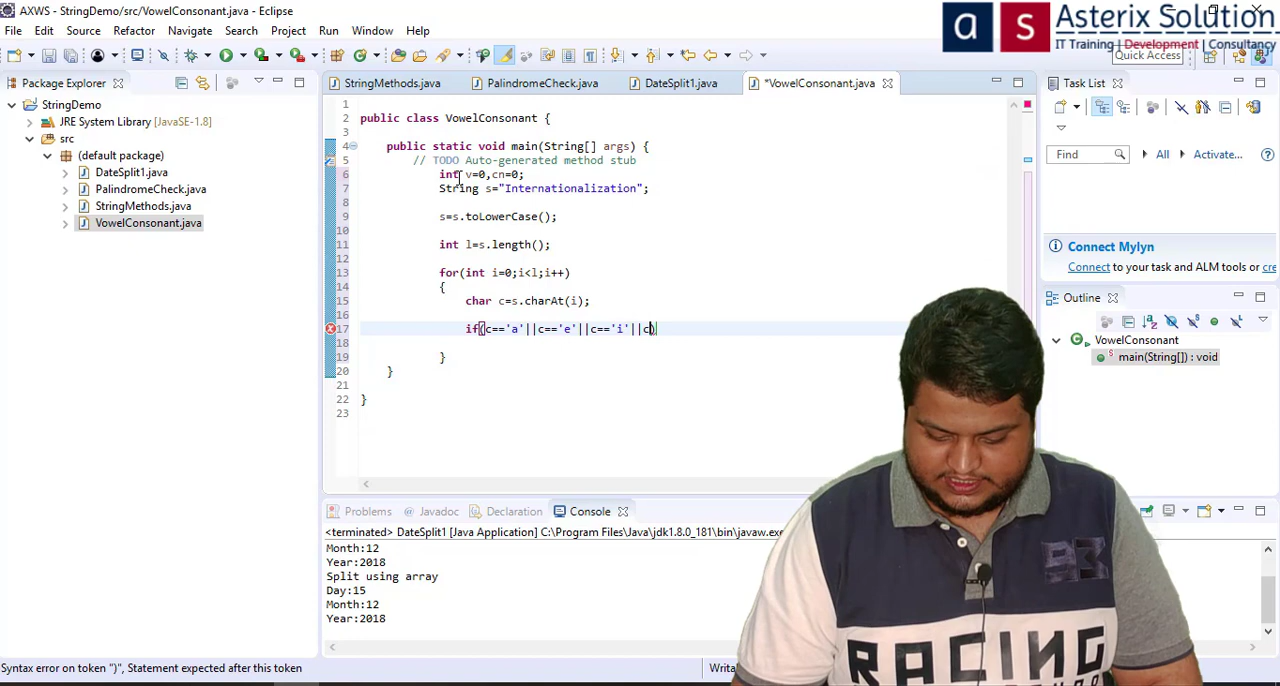 AXWS - StringDemo/src/VowelConsonant.java - Eclipse
File Edit Source Refactor Navigate Search Project Run Window Help
a s Asterix Solution
IT Training | Development | Consultancy
Quick Access
Package Explorer
StringDemo
JRE System Library [JavaSE-1.8]
src
(default package)
DateSplit1.java
PalindromeCheck.java
StringMethods.java
VowelConsonant.java
StringMethods.java PalindromeCheck.java DateSplit1.java *VowelConsonant.java
1
2 public class VowelConsonant {
3
4 public static void main(String[] args) {
5 // TODO Auto-generated method stub
6 int v=0,cn=0;
7 String s="Internationalization";
8
9 s=s.toLowerCase();
10
11 int l=s.length();
12
13 for(int i=0;i<l;i++)
14 {
15 char c=s.charAt(i);
16
17 if(c=='a'||c=='e'||c=='i'||c)
18
19 }
20 }
21
22 }
23
Task List
Find All Activate...
Connect Mylyn
Connect to your task and ALM tools or cre
Outline
VowelConsonant
main(String[]) : void
Problems Javadoc Declaration Console
<terminated> DateSplit1 [Java Application] C:\Program Files\Java\jdk1.8.0_181\bin\javaw.exe
Month:12
Year:2018
Split using array
Day:15
Month:12
Year:2018
93
RACING
Syntax error on token ")", Statement expected after this token
Writa